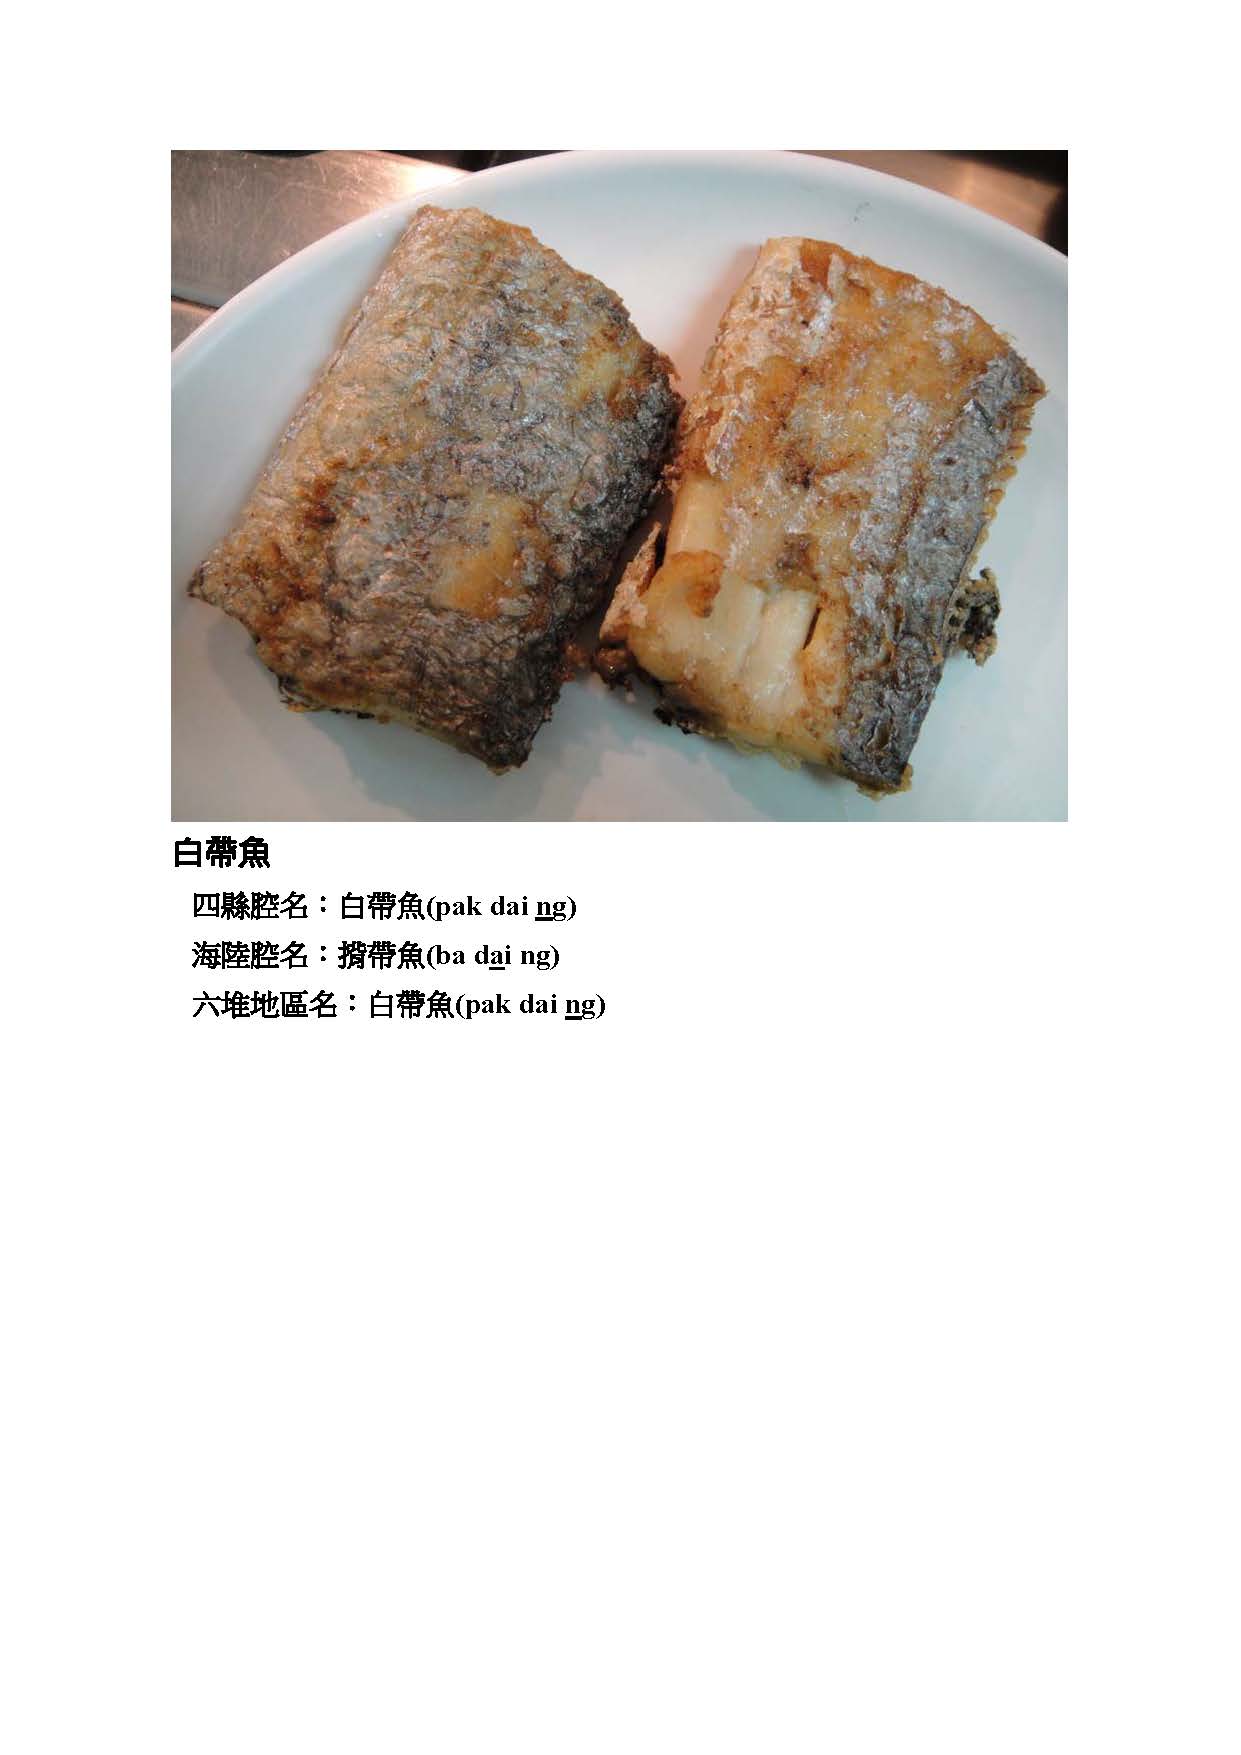 白帶魚
四縣腔名：白帶魚(pak dai ng)
海陸腔名：揹帶魚(ba dai ng)
六堆地區名：白帶魚(pak dai ng)